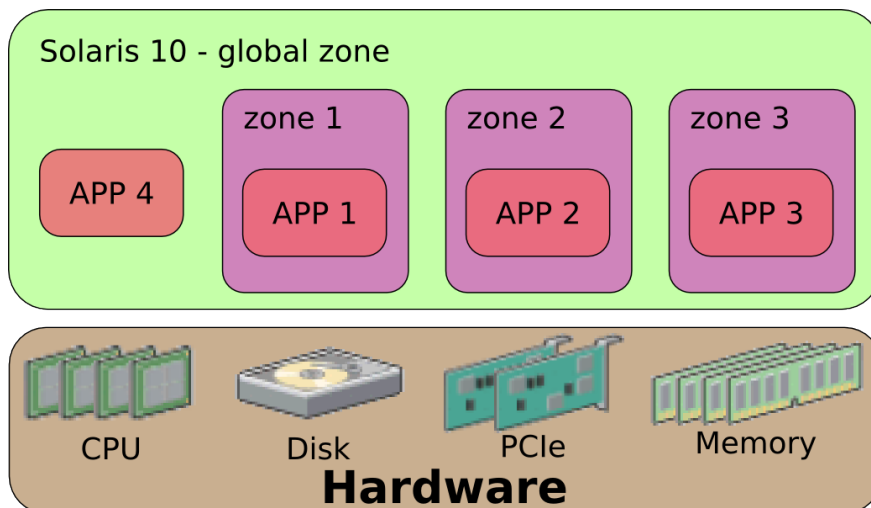 Solaris 10 - global zone
zone 1
zone 2
zone 3
APP 4
APP 1
APP 2
APP 3
CPU
Disk
PCIe
Memory
Hardware